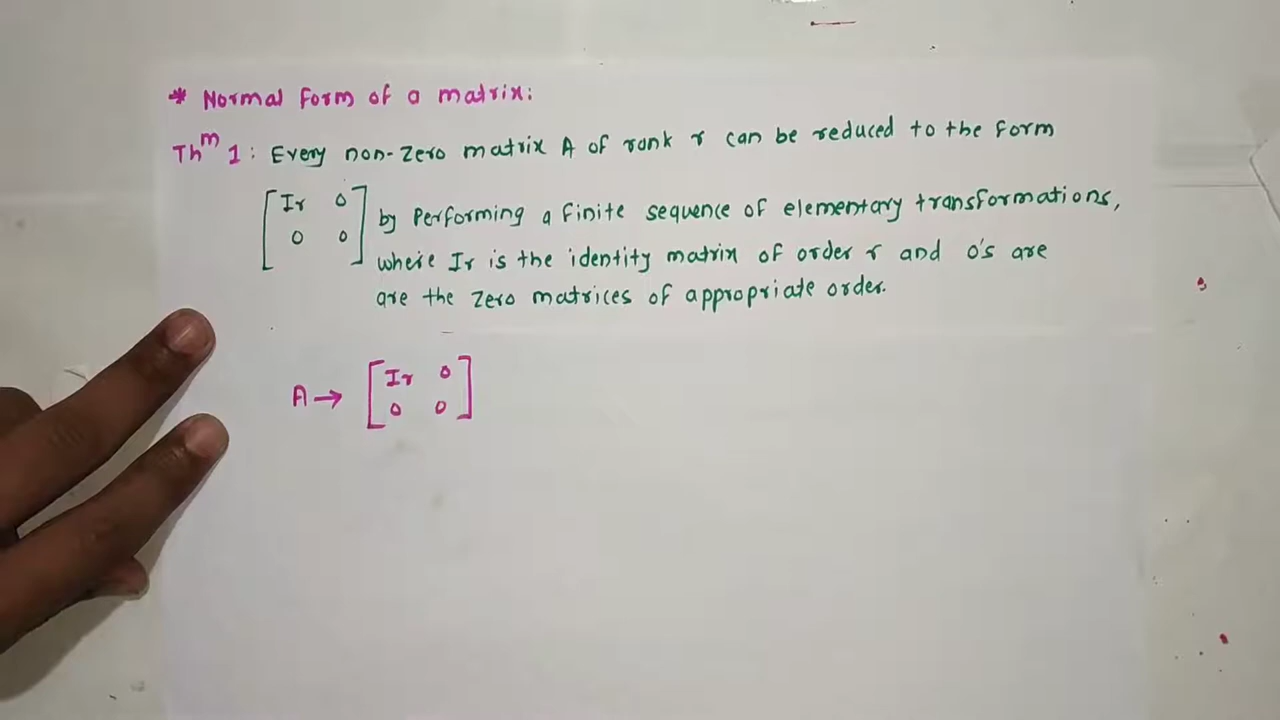 * Normal form of a matrix:
Thm 1: Every non-zero matrix A of rank r can be reduced to the form
[Ir 0
0 0] by performing a finite sequence of elementary transformations,
where Ir is the identity matrix of order r and 0's are
are the zero matrices of appropriate order.
A → [Ir 0
0 0]